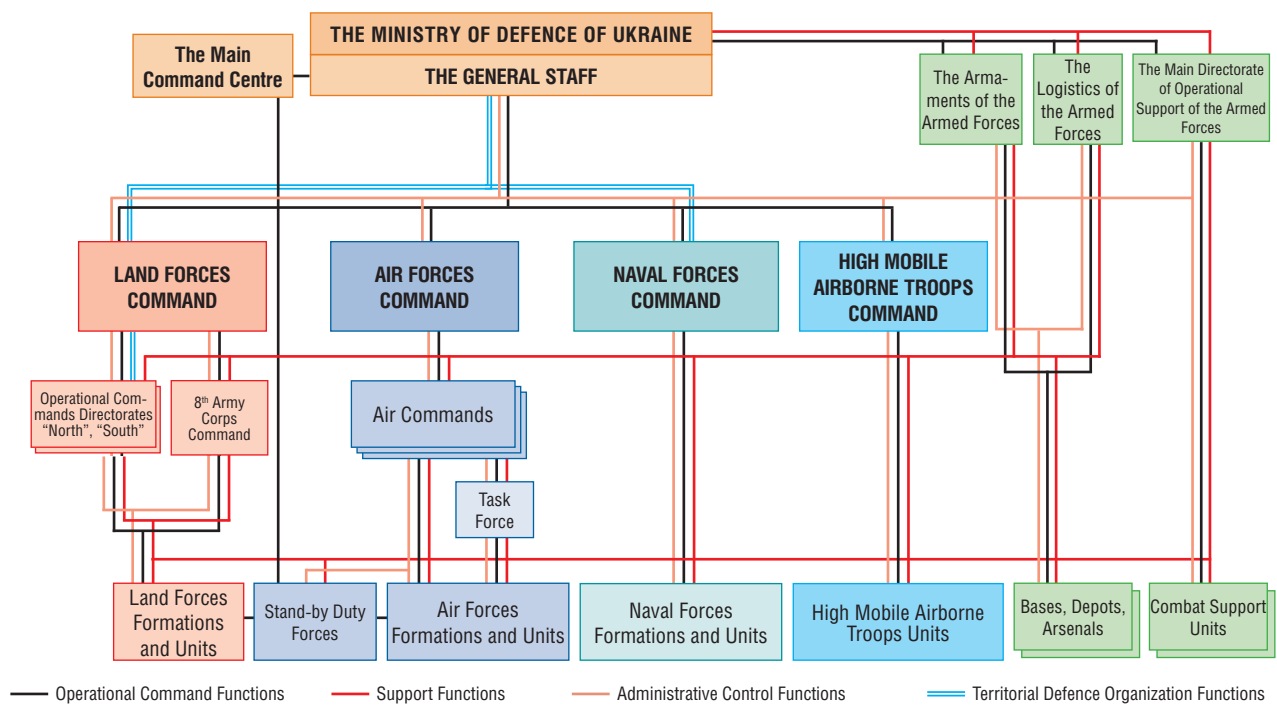 THE MINISTRY OF DEFENCE OF UKRAINE
The Main
Command Centre
THE GENERAL STAFF
The Arma-
ments of the
Armed Forces
The
Logistics of
the Armed
Forces
The Main Directorate
of Operational
Support of the Armed
Forces
LAND FORCES
COMMAND
AIR FORCES
COMMAND
NAVAL FORCES
COMMAND
HIGH MOBILE
AIRBORNE TROOPS
COMMAND
Operational Com-
mands Directorates
“North”, “South”
8th Army
Corps
Command
Air Commands
Task
Force
Land Forces
Formations
and Units
Stand-by Duty
Forces
Air Forces
Formations and Units
Naval Forces
Formations and Units
High Mobile Airborne
Troops Units
Bases, Depots,
Arsenals
Combat Support
Units
Operational Command Functions
Support Functions
Administrative Control Functions
Territorial Defence Organization Functions